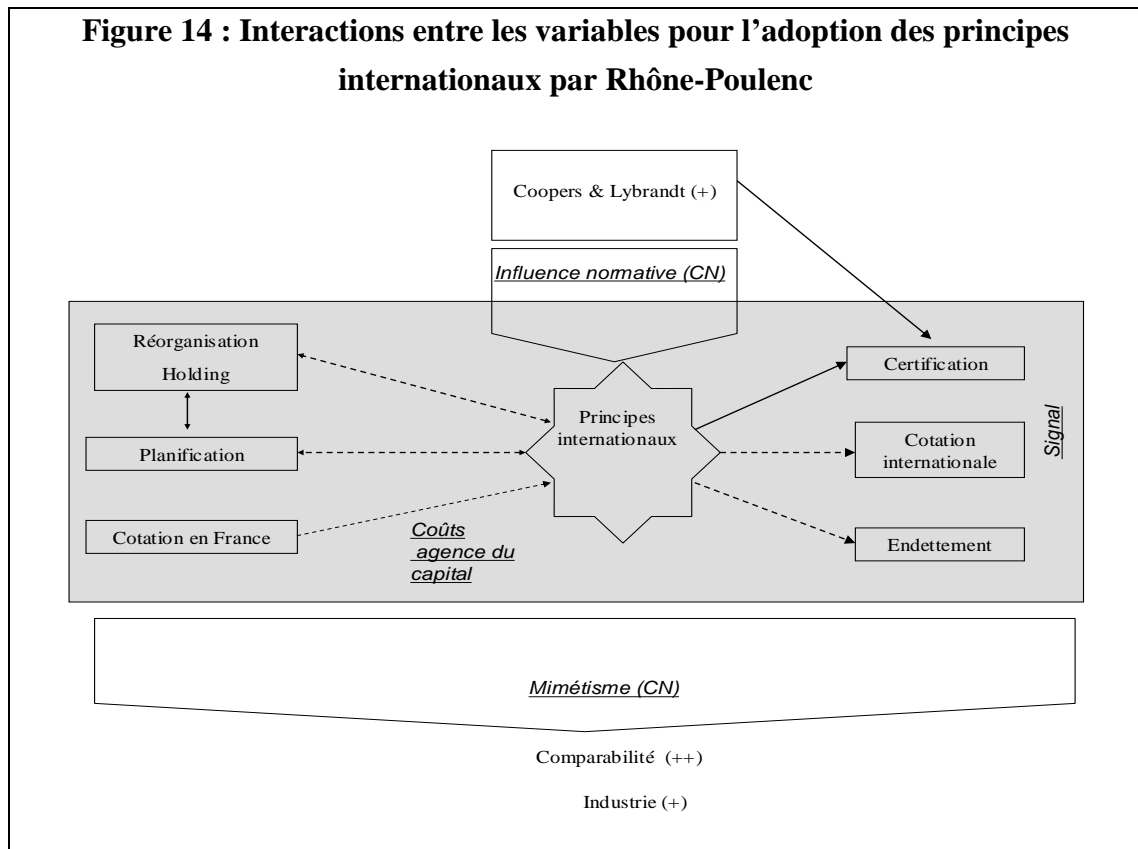 Figure 14 : Interactions entre les variables pour l’adoption des principes
internationaux par Rhône-Poulenc
Coopers & Lybrandt (+)
Influence normative (CN)
Réorganisation
Holding
Planification
Cotation en France
Principes
internationaux
Coûts
agence du
capital
Certification
Cotation
internationale
Endettement
Signal
Mimétisme (CN)
Comparabilité (++)
Industrie (+)